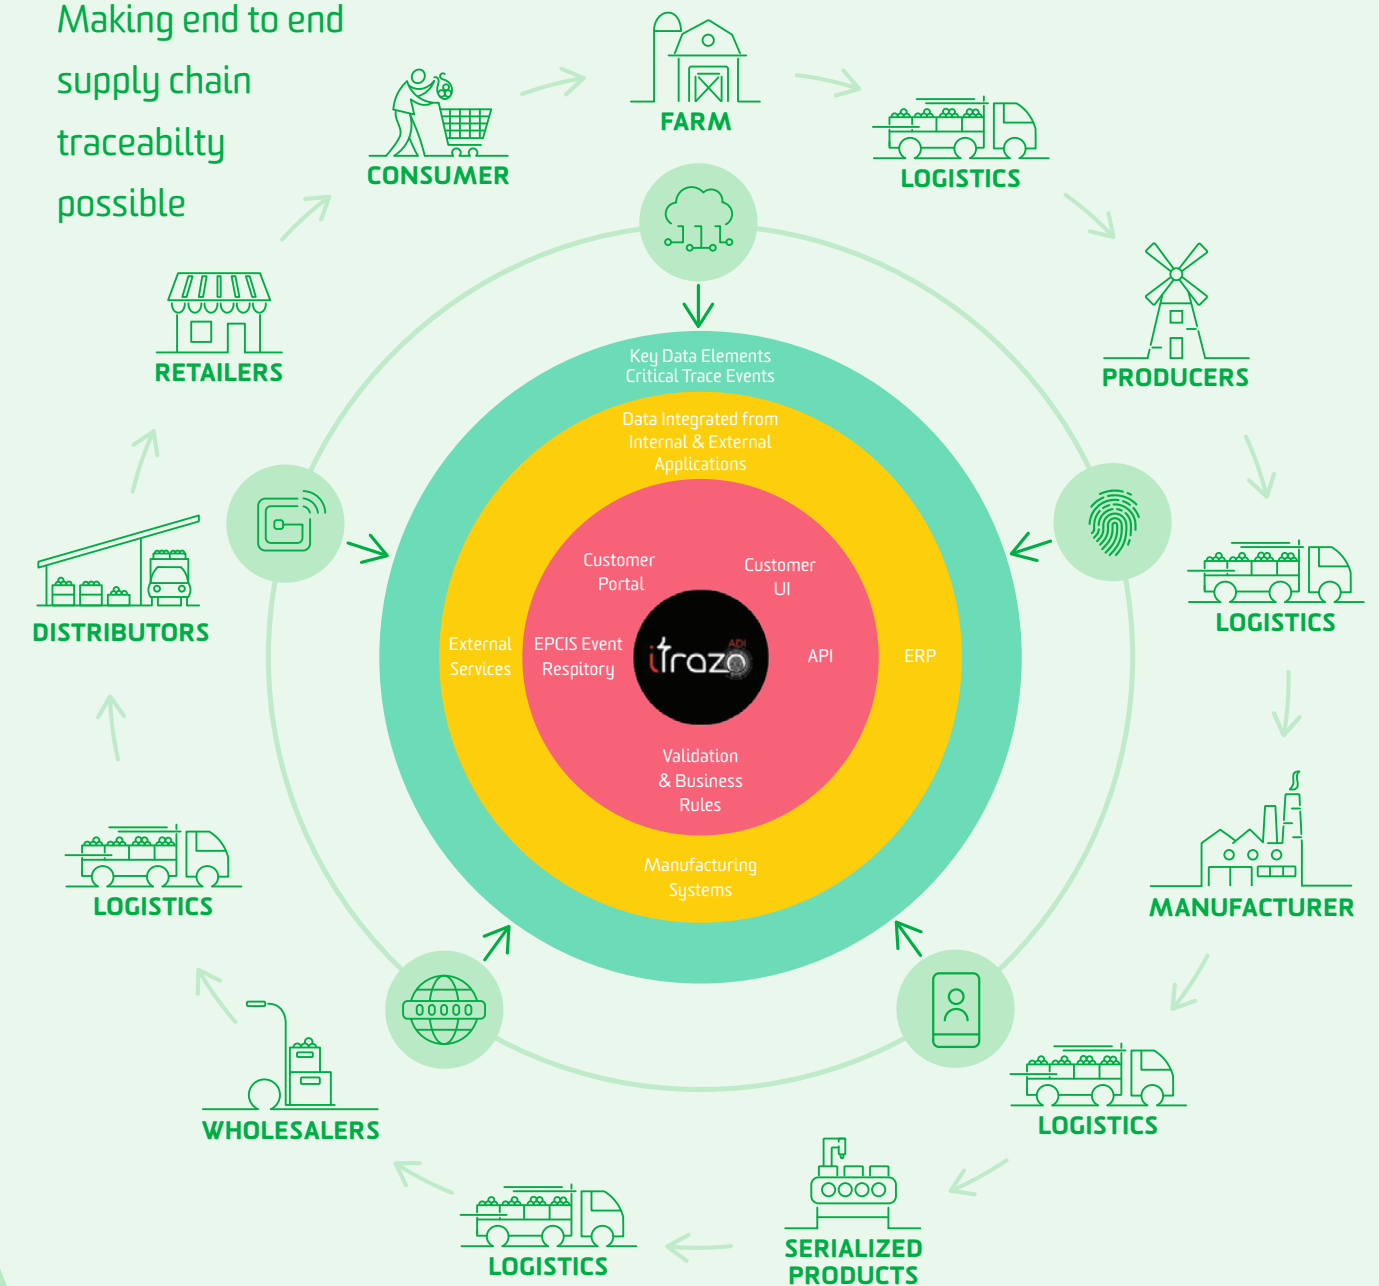 Making end to end
supply chain
traceabilty
possible
FARM
CONSUMER
LOGISTICS
RETAILERS
PRODUCERS
Key Data Elements
Critical Trace Events
Data Integrated from
Internal & External
Applications
Customer
Portal
Customer
UI
DISTRIBUTORS
External
Services
EPCIS Event
Respitory
iTrazo
ADI
API
ERP
LOGISTICS
Validation
& Business
Rules
Manufacturing
Systems
LOGISTICS
MANUFACTURER
WHOLESALERS
LOGISTICS
LOGISTICS
SERIALIZED
PRODUCTS